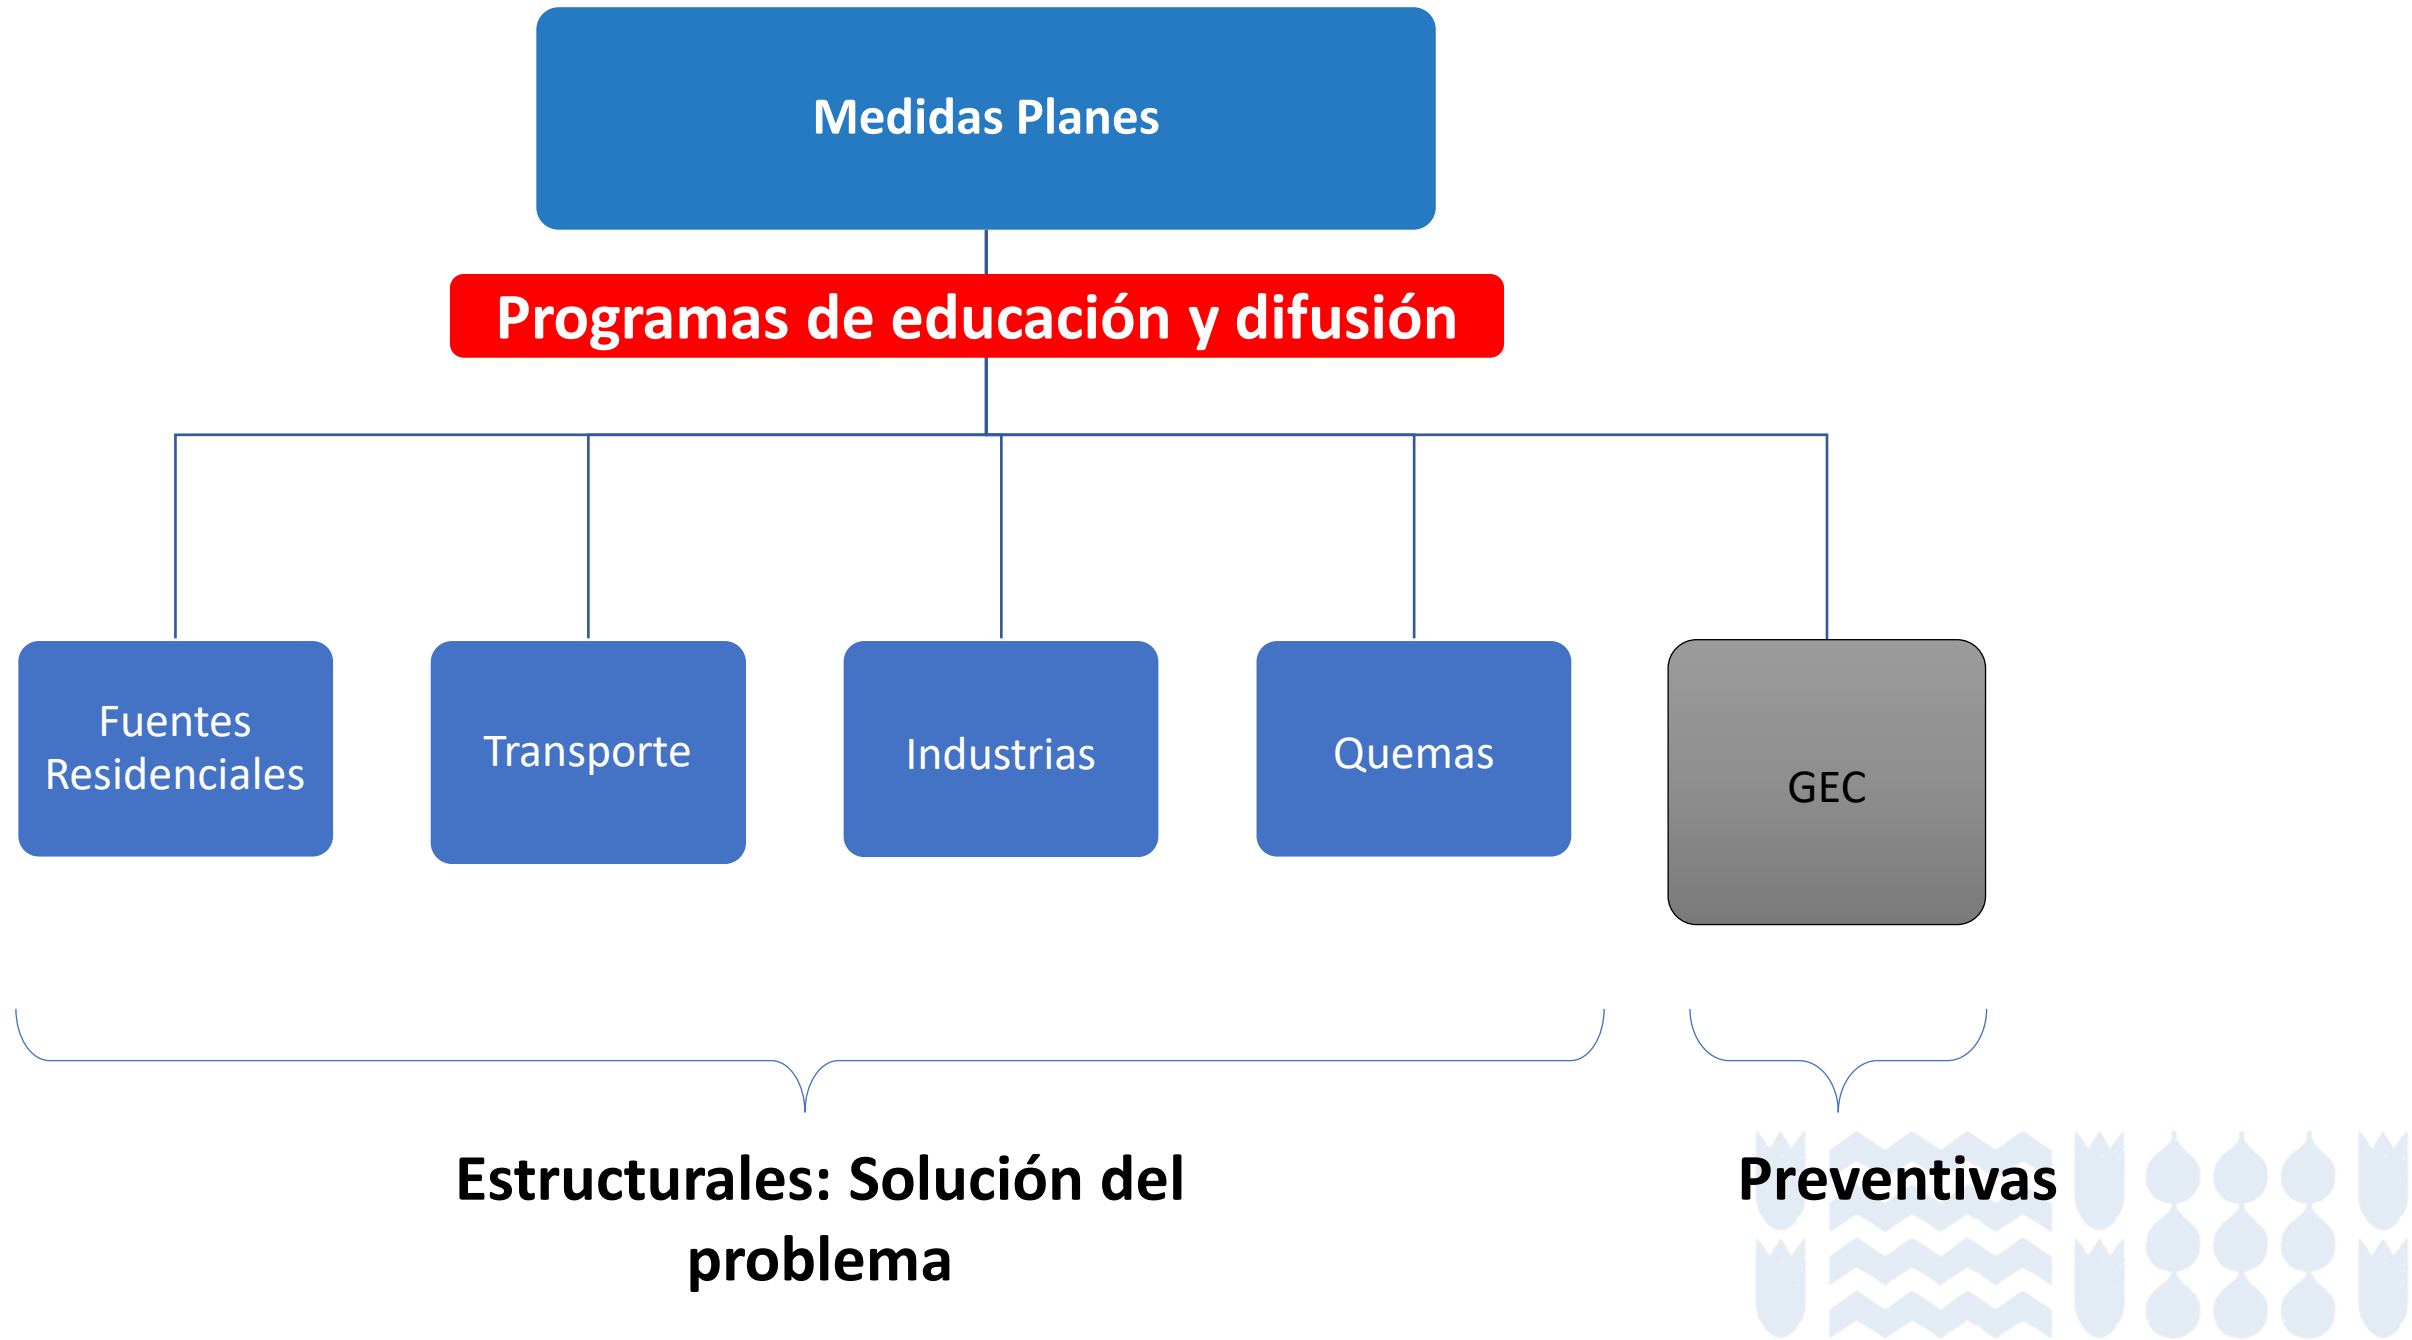 Medidas Planes
Programas de educación y difusión
Fuentes
Residenciales
Transporte
Industrias
Quemas
GEC
Estructurales: Solución del
problema
Preventivas